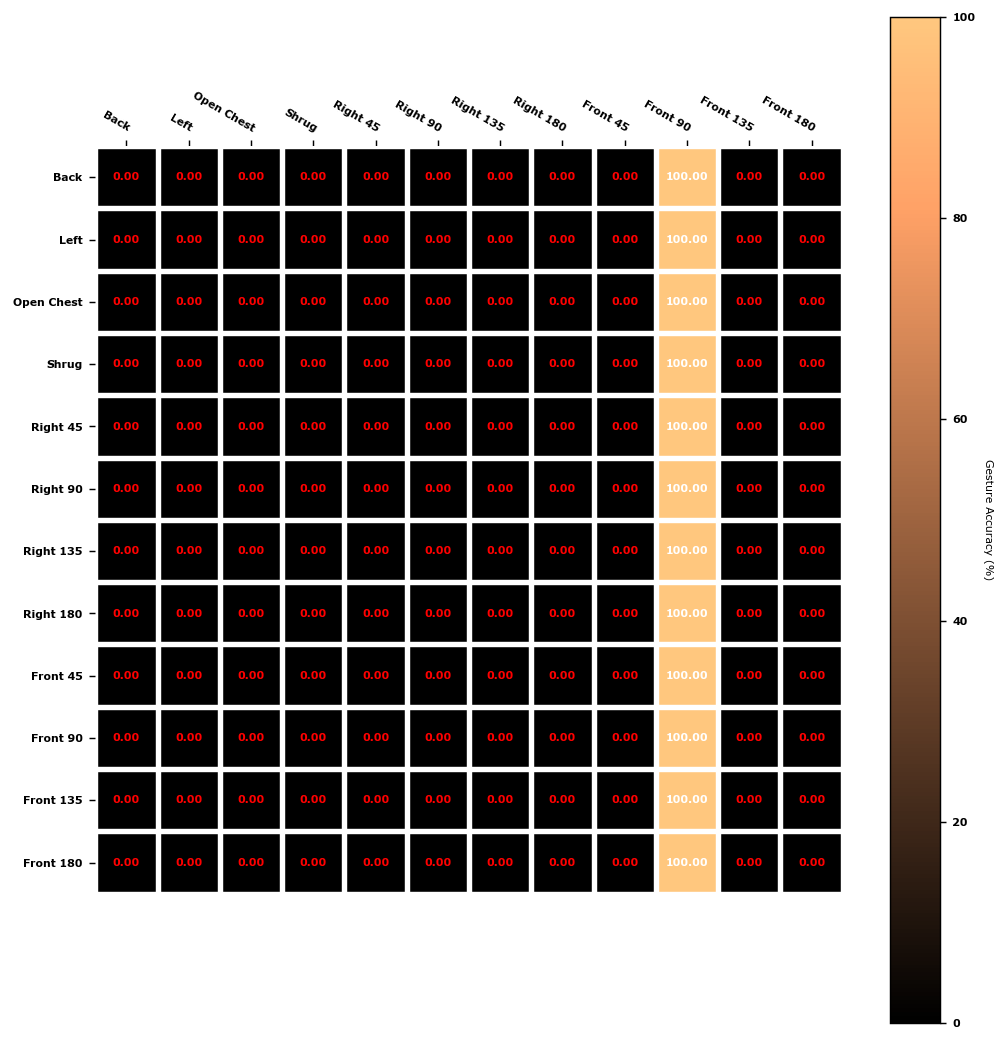 100
Back Left Open Chest Shrug Right 45 Right 90 Right 135 Right 180 Front 45 Front 90 Front 135 Front 180
Back 0.00 0.00 0.00 0.00 0.00 0.00 0.00 0.00 0.00 100.00 0.00 0.00
80
Left 0.00 0.00 0.00 0.00 0.00 0.00 0.00 0.00 0.00 100.00 0.00 0.00
Open Chest 0.00 0.00 0.00 0.00 0.00 0.00 0.00 0.00 0.00 100.00 0.00 0.00
Shrug 0.00 0.00 0.00 0.00 0.00 0.00 0.00 0.00 0.00 100.00 0.00 0.00
60
Right 45 0.00 0.00 0.00 0.00 0.00 0.00 0.00 0.00 0.00 100.00 0.00 0.00
Right 90 0.00 0.00 0.00 0.00 0.00 0.00 0.00 0.00 0.00 100.00 0.00 0.00
Gesture Accuracy (%)
Right 135 0.00 0.00 0.00 0.00 0.00 0.00 0.00 0.00 0.00 100.00 0.00 0.00
Right 180 0.00 0.00 0.00 0.00 0.00 0.00 0.00 0.00 0.00 100.00 0.00 0.00
40
Front 45 0.00 0.00 0.00 0.00 0.00 0.00 0.00 0.00 0.00 100.00 0.00 0.00
Front 90 0.00 0.00 0.00 0.00 0.00 0.00 0.00 0.00 0.00 100.00 0.00 0.00
Front 135 0.00 0.00 0.00 0.00 0.00 0.00 0.00 0.00 0.00 100.00 0.00 0.00
20
Front 180 0.00 0.00 0.00 0.00 0.00 0.00 0.00 0.00 0.00 100.00 0.00 0.00
0